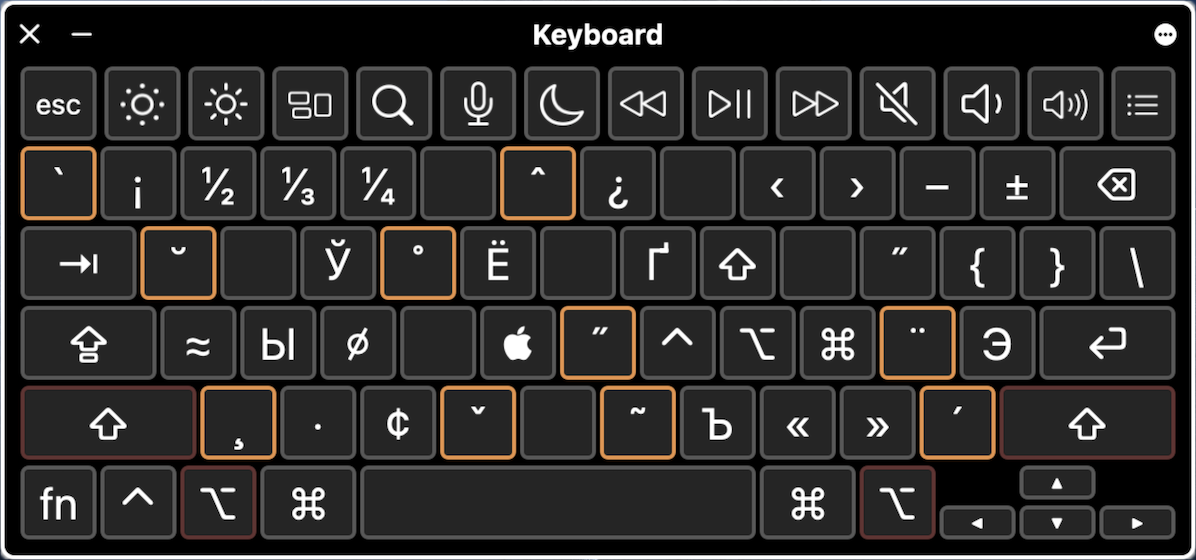 Keyboard
esc
` ¡ ½ ⅓ ¼ ˆ ¿ ‹ › – ±
˘ Ў ° Ё Ґ ⇧ ˝ { } \
≈ Ы ø  ˝ ^ ⌥ ⌘ ¨ Э
⇧ ¸ · ¢ ˇ ˜ Ъ « » ´ ⇧
fn ^ ⌥ ⌘ ⌘ ⌥